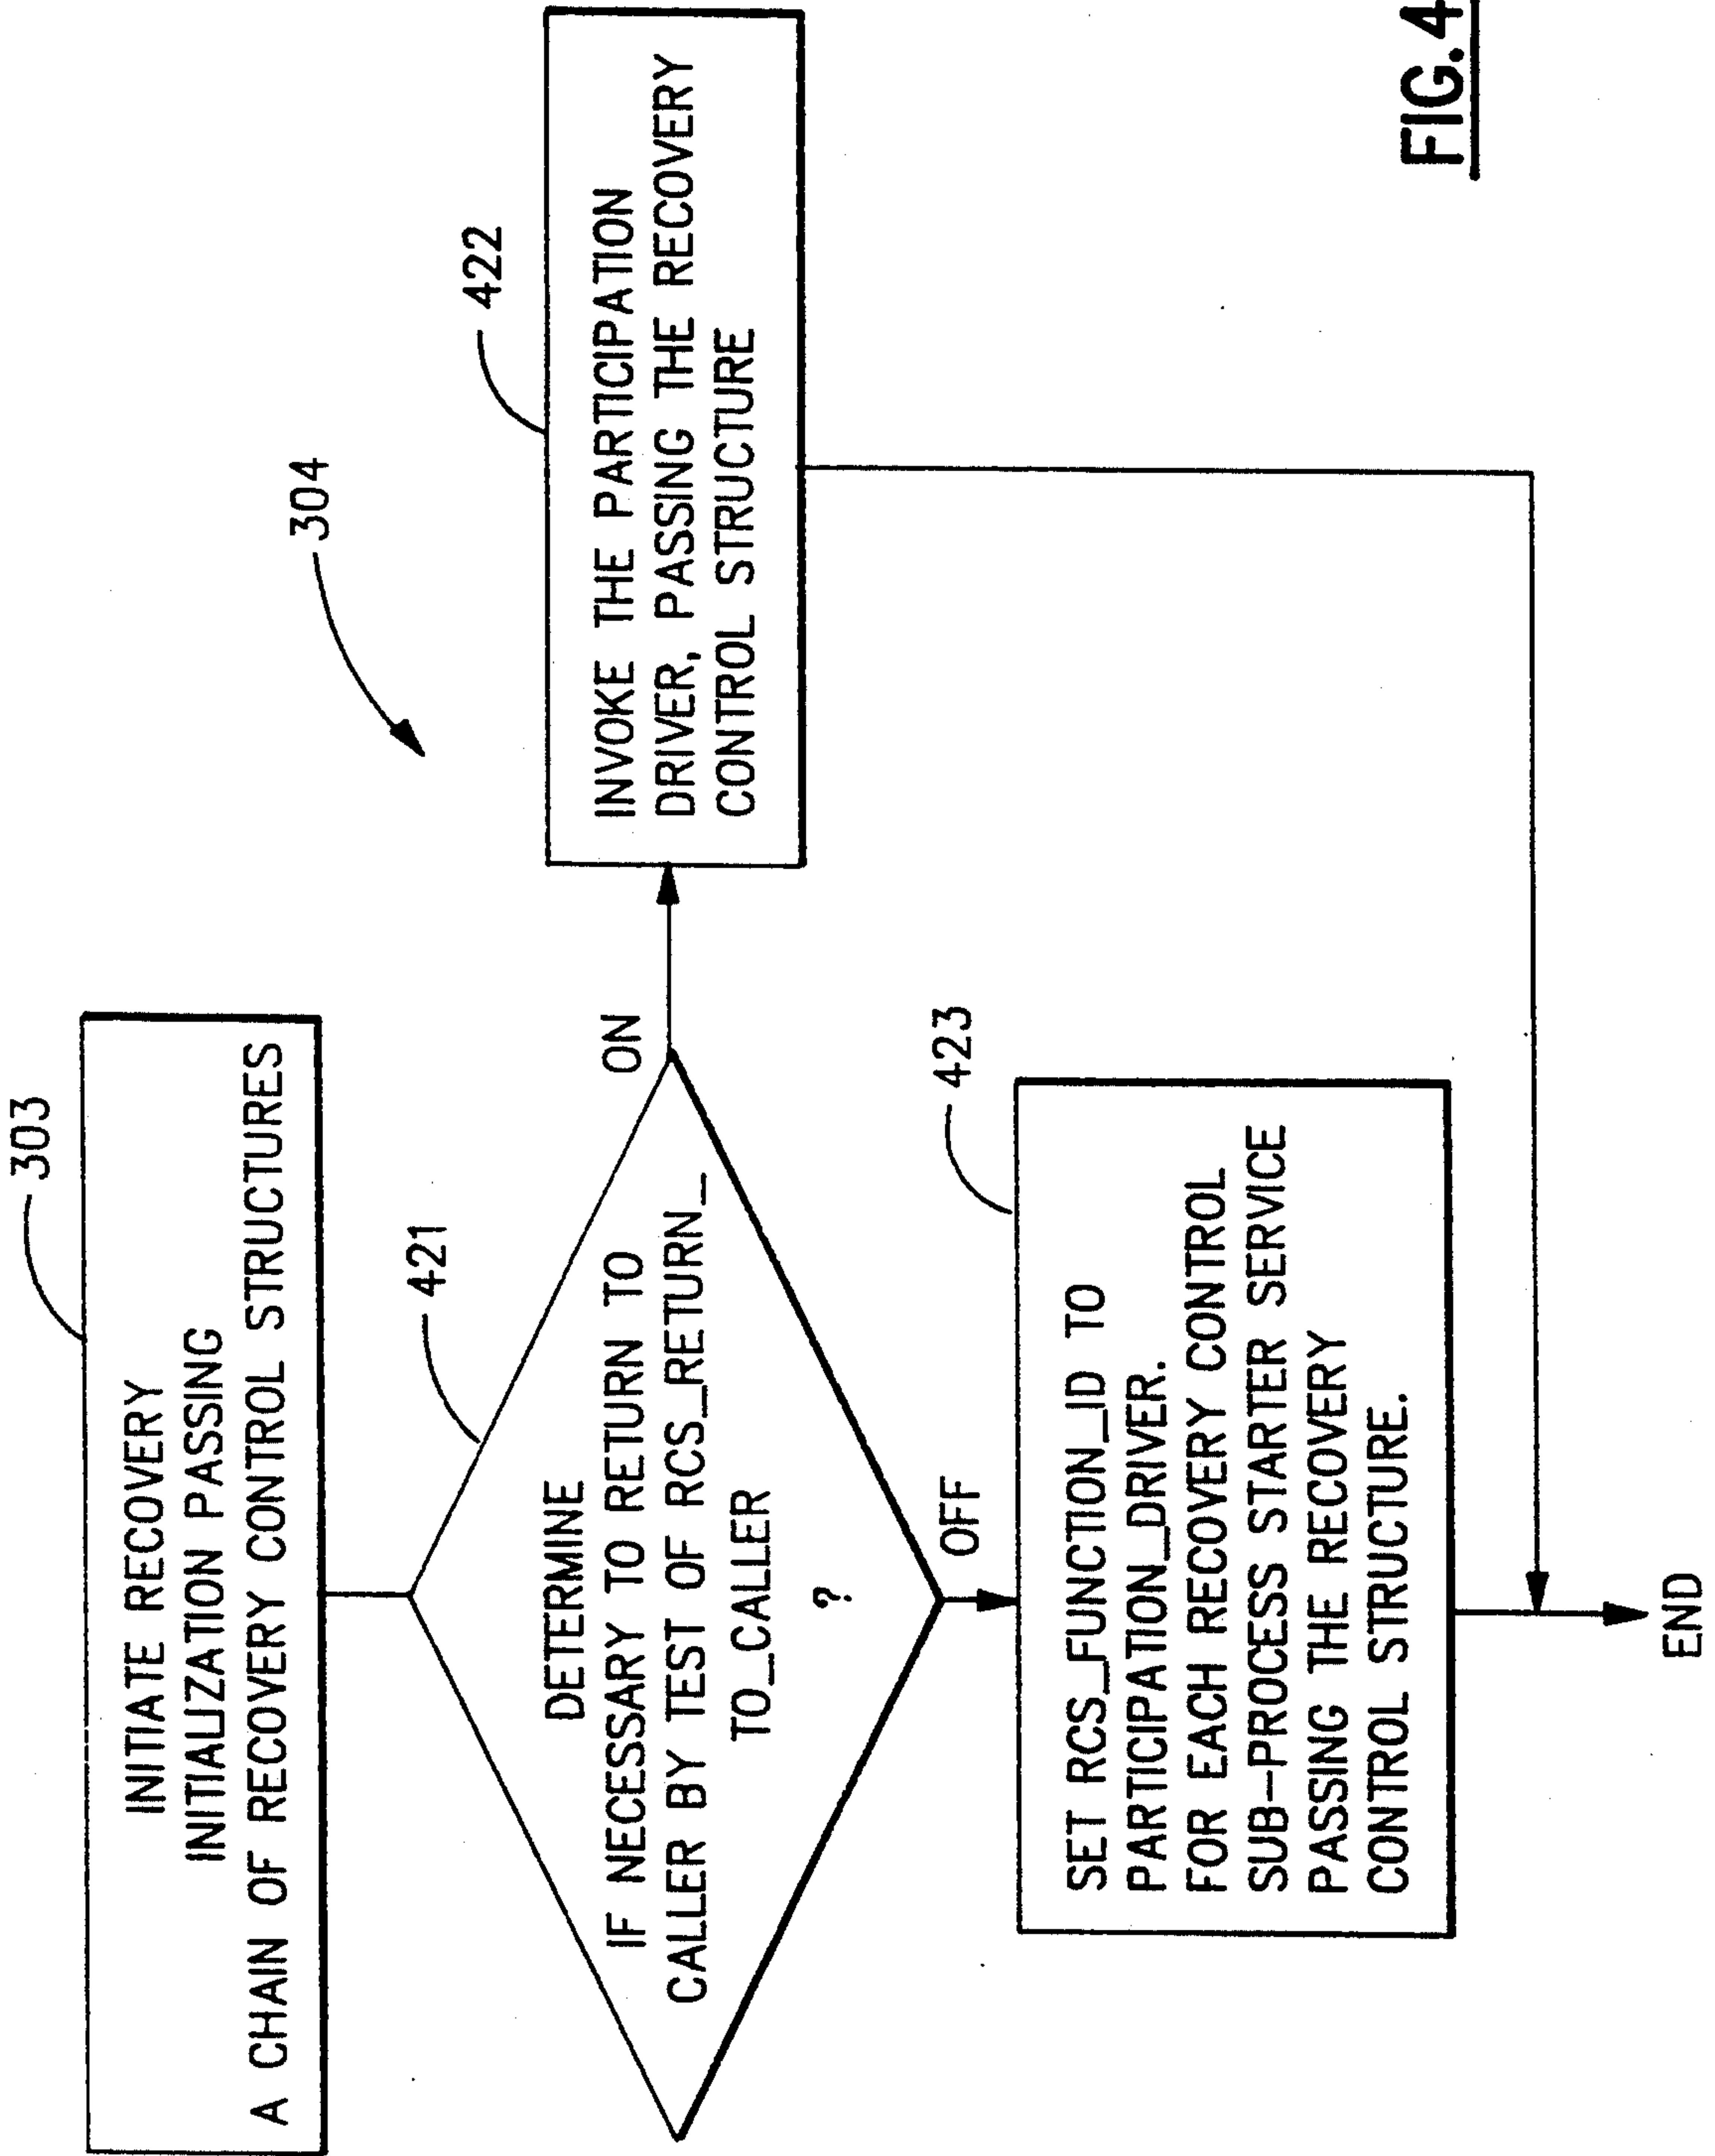 303
INITIATE RECOVERY
INITIALIZATION PASSING
A CHAIN OF RECOVERY CONTROL STRUCTURES
304
421
DETERMINE
IF NECESSARY TO RETURN TO
CALLER BY TEST OF RCS_RETURN_
TO_CALLER
?
ON
422
INVOKE THE PARTICIPATION
DRIVER, PASSING THE RECOVERY
CONTROL STRUCTURE
OFF
423
SET RCS_FUNCTION_ID TO
PARTICIPATION_DRIVER.
FOR EACH RECOVERY CONTROL
SUB-PROCESS STARTER SERVICE
PASSING THE RECOVERY
CONTROL STRUCTURE.
END
FIG.4